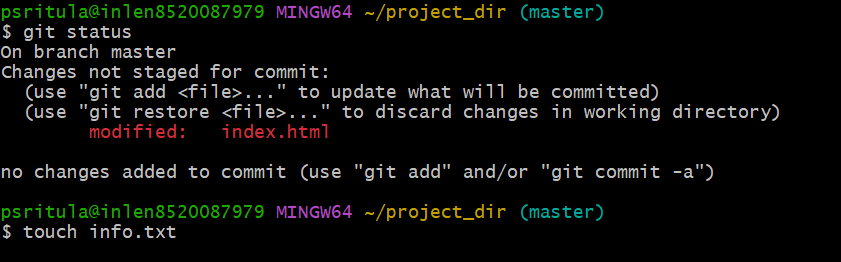 psritula@inlen8520087979 MINGW64 ~/project_dir (master)
$ git status
On branch master
Changes not staged for commit:
  (use "git add <file>..." to update what will be committed)
  (use "git restore <file>..." to discard changes in working directory)
        modified:   index.html

no changes added to commit (use "git add" and/or "git commit -a")

psritula@inlen8520087979 MINGW64 ~/project_dir (master)
$ touch info.txt